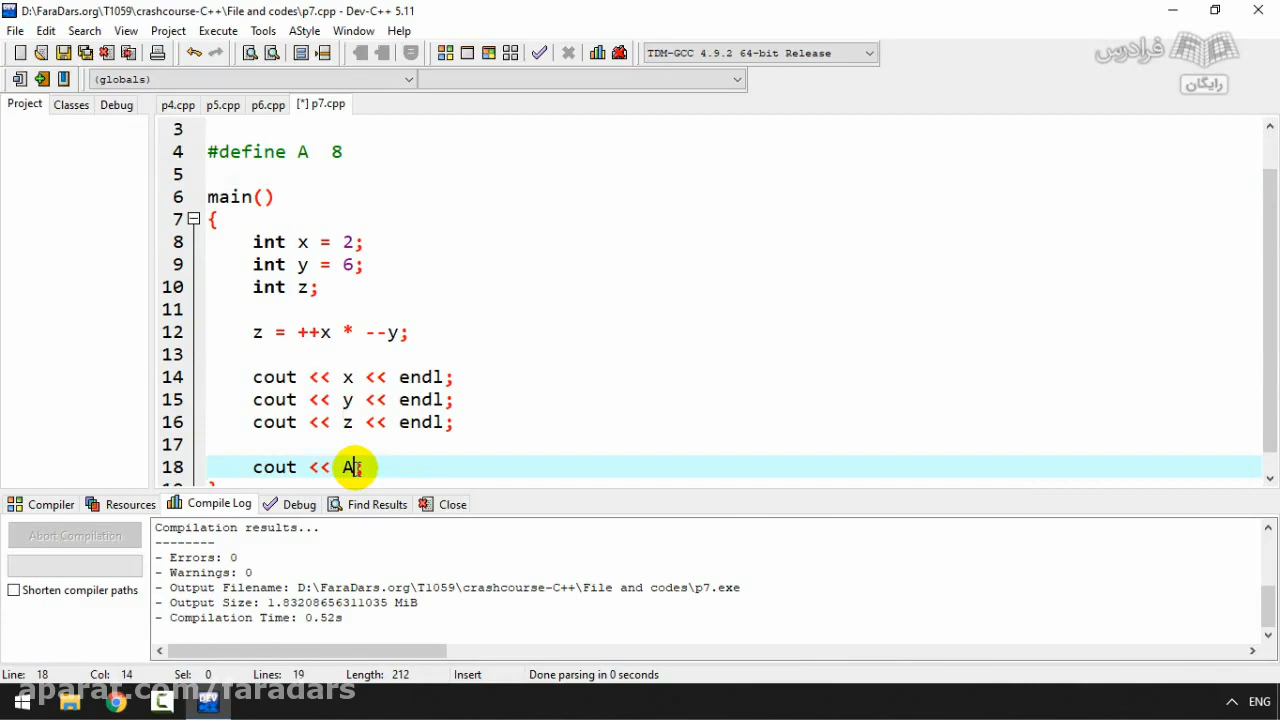 D:\FaraDars.org\T1059\crashcourse-C++\File and codes\p7.cpp - Dev-C++ 5.11
File Edit Search View Project Execute Tools AStyle Window Help
TDM-GCC 4.9.2 64-bit Release
فرادرس
رایگان
(globals)
Project Classes Debug
p4.cpp p5.cpp p6.cpp [*] p7.cpp
3
4 #define A 8
5
6 main()
7 {
8 int x = 2;
9 int y = 6;
10 int z;
11
12 z = ++x * --y;
13
14 cout << x << endl;
15 cout << y << endl;
16 cout << z << endl;
17
18 cout << A;
Compiler Resources Compile Log Debug Find Results Close
Abort Compilation
Shorten compiler paths
Compilation results...
--------
- Errors: 0
- Warnings: 0
- Output Filename: D:\FaraDars.org\T1059\crashcourse-C++\File and codes\p7.exe
- Output Size: 1.83208656311035 MiB
- Compilation Time: 0.52s
Line: 18 Col: 14 Sel: 0 Lines: 19 Length: 212 Insert Done parsing in 0 seconds
aparat.com/faradars
DEV
ENG